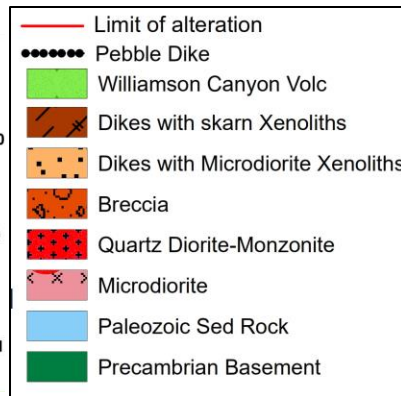 Limit of alteration
Pebble Dike
Williamson Canyon Volc
Dikes with skarn Xenoliths
Dikes with Microdiorite Xenoliths
Breccia
Quartz Diorite-Monzonite
Microdiorite
Paleozoic Sed Rock
Precambrian Basement